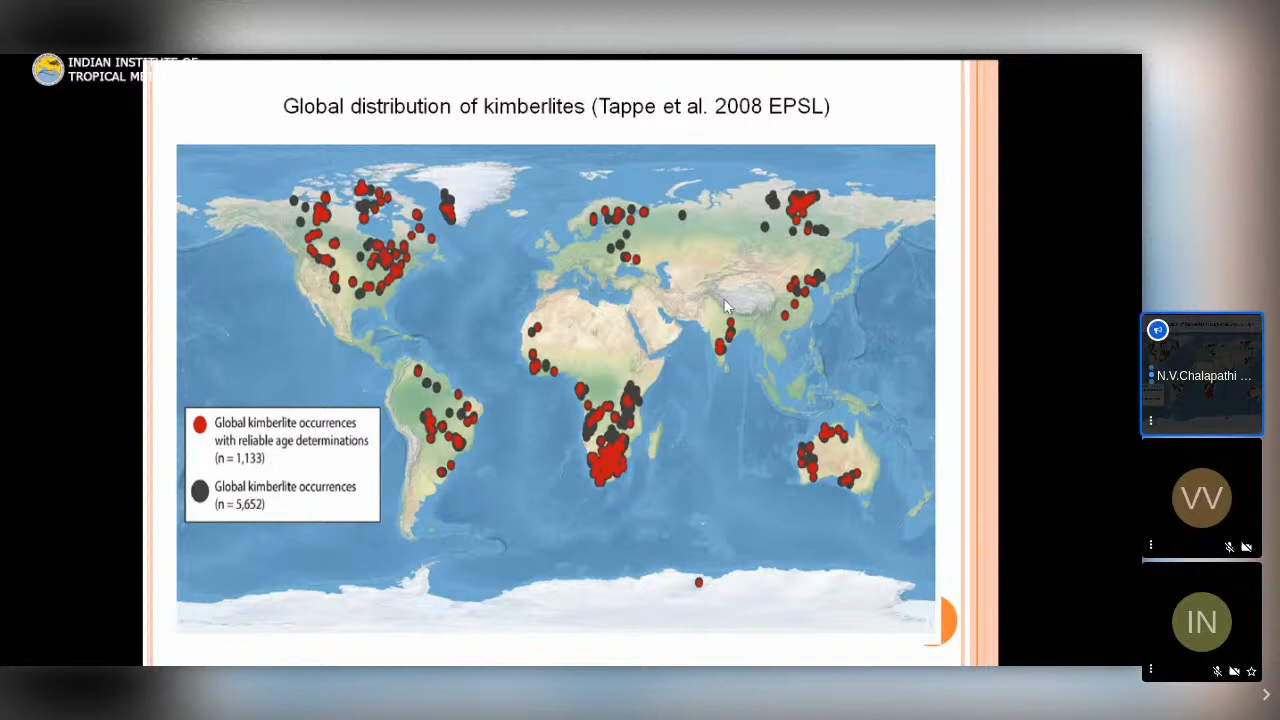 INDIAN INSTITUTE OF
TROPICAL ME
Global distribution of kimberlites (Tappe et al. 2008 EPSL)
Global kimberlite occurrences
with reliable age determinations
(n = 1,133)
Global kimberlite occurrences
(n = 5,652)
N.V.Chalapathi ...
VV
IN